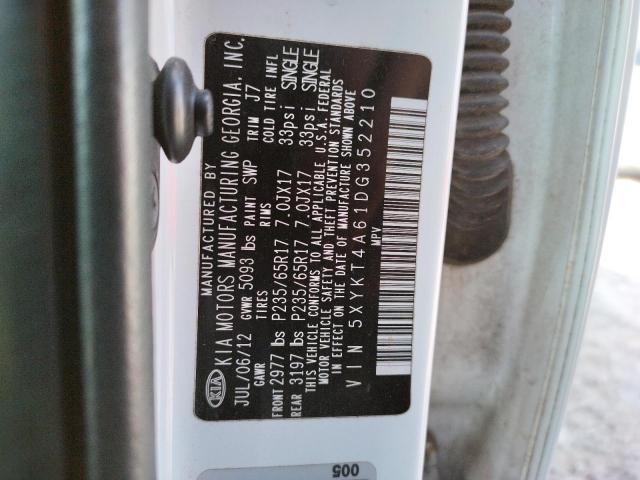 MANUFACTURED BY
KIA KIA MOTORS MANUFACTURING GEORGIA, INC.
JUL/06/12 GVWR 5093 lbs PAINT SWP TRIM J7
GAWR TIRES RIMS COLD TIRE INFL
FRONT 2977 lbs P235/65R17 7.0JX17 33psi SINGLE
REAR 3197 lbs P235/65R17 7.0JX17 33psi SINGLE
THIS VEHICLE CONFORMS TO ALL APPLICABLE U.S.A. FEDERAL
MOTOR VEHICLE SAFETY AND THEFT PREVENTION STANDARDS
IN EFFECT ON THE DATE OF MANUFACTURE SHOWN ABOVE
VIN 5XYKT4A61DG352210
MPV
005